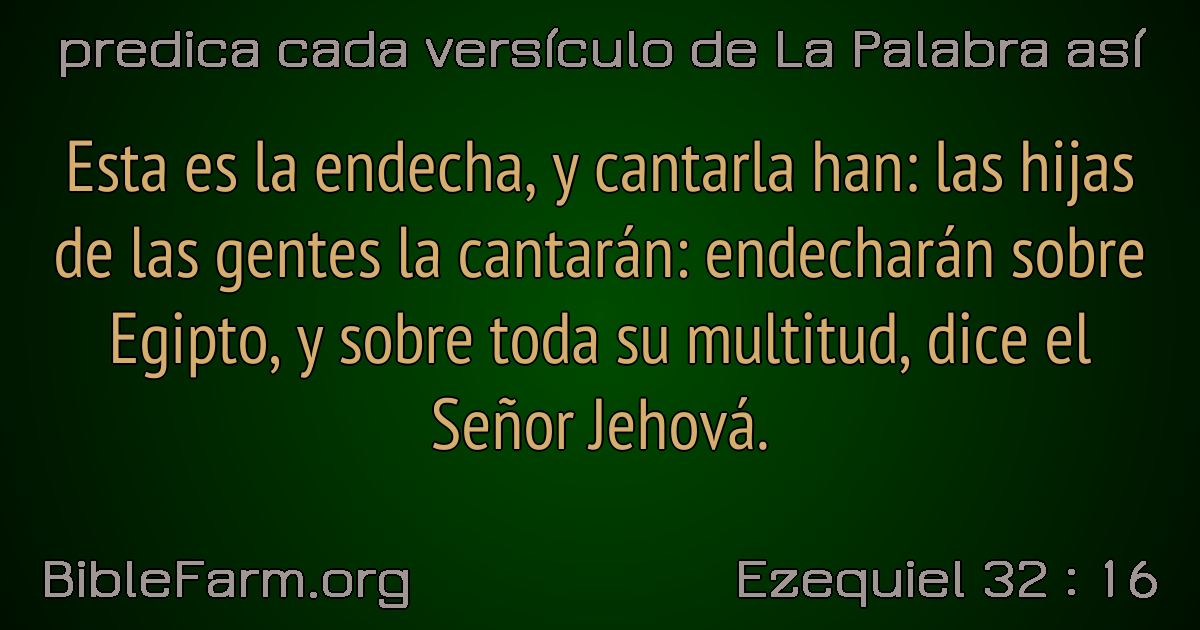 predica cada versículo de La Palabra así
Esta es la endecha, y cantarla han: las hijas
de las gentes la cantarán: endecharán sobre
Egipto, y sobre toda su multitud, dice el
Señor Jehová.
BibleFarm.org
Ezequiel 32 : 16